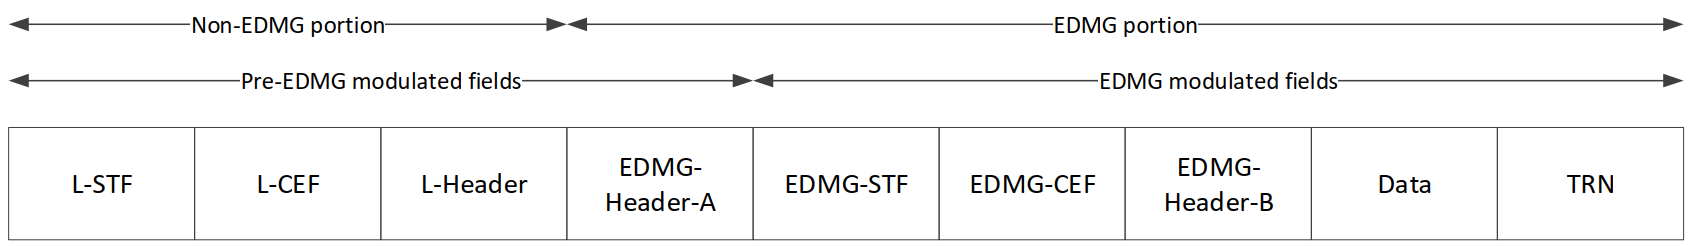 Non-EDMG portion
EDMG portion
Pre-EDMG modulated fields
EDMG modulated fields
L-STF
L-CEF
L-Header
EDMG-
Header-A
EDMG-STF
EDMG-CEF
EDMG-
Header-B
Data
TRN